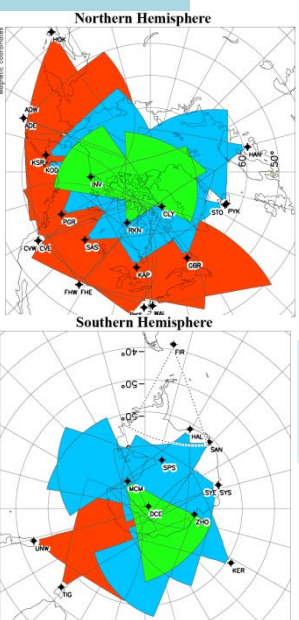 Northern Hemisphere
Magnetic coordinates
HOK
ADW
ADE
KSR
KOD
HAN
60°
50°
INV
CLY
STO
PYK
PGR
RKN
CVW CVE
SAS
KAP
GBR
FHW FHE
WAL
Southern Hemisphere
FIR
40°
50°
HAL
SAN
SPS
MCM
SYE SYS
DCE
ZHO
UNW
KER
TIG